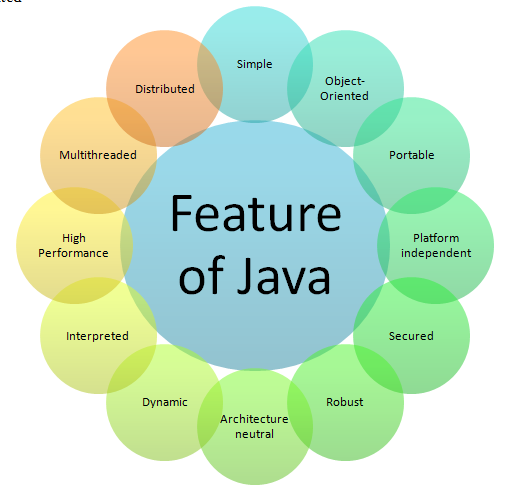 Simple
Object-
Oriented
Portable
Platform
independent
Secured
Robust
Architecture
neutral
Dynamic
Interpreted
High
Performance
Multithreaded
Distributed
Feature
of Java